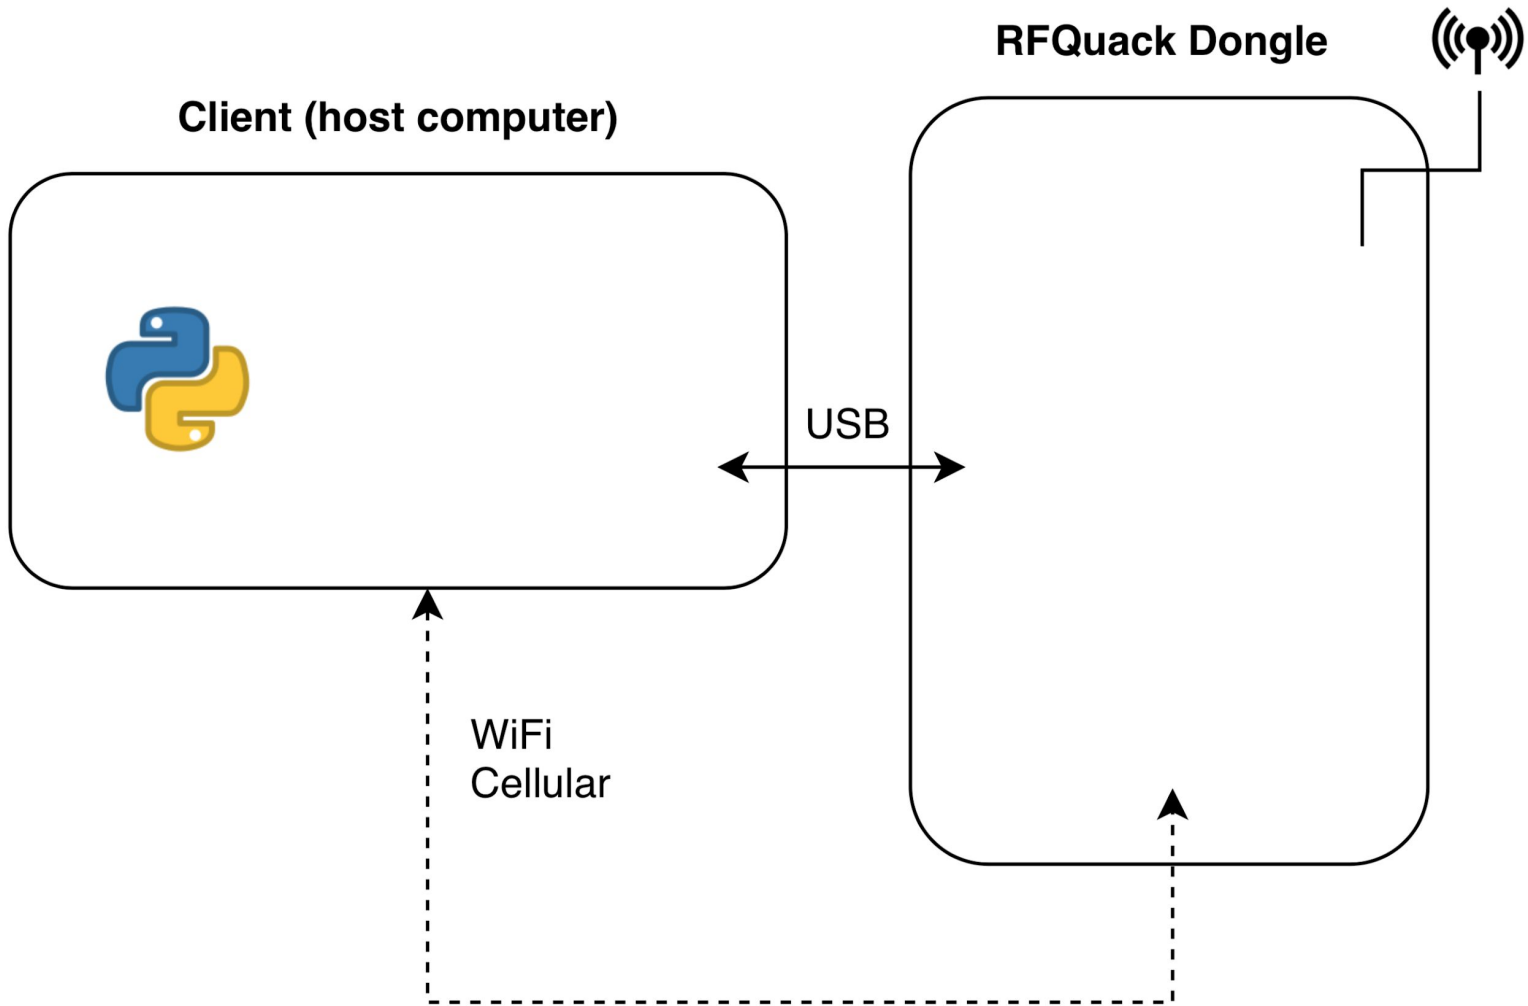 RFQuack Dongle
Client (host computer)
USB
WiFi
Cellular